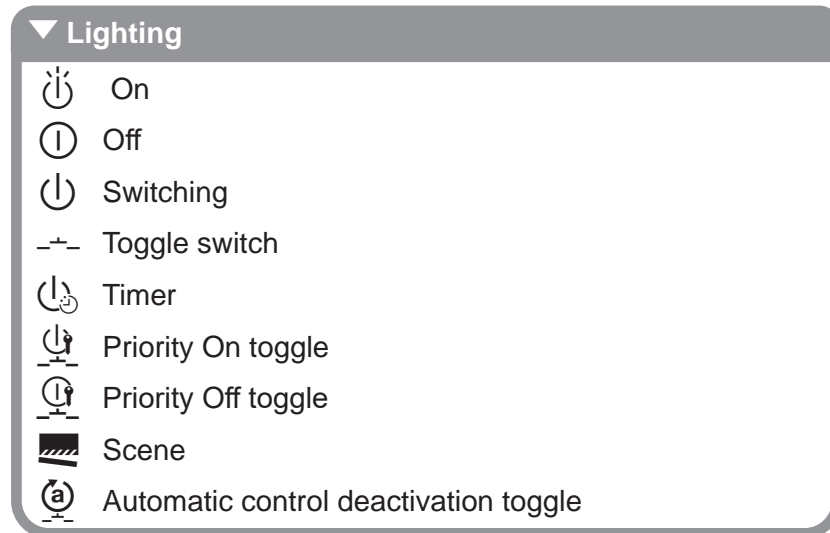 Lighting
On
Off
Switching
Toggle switch
Timer
Priority On toggle
Priority Off toggle
Scene
Automatic control deactivation toggle